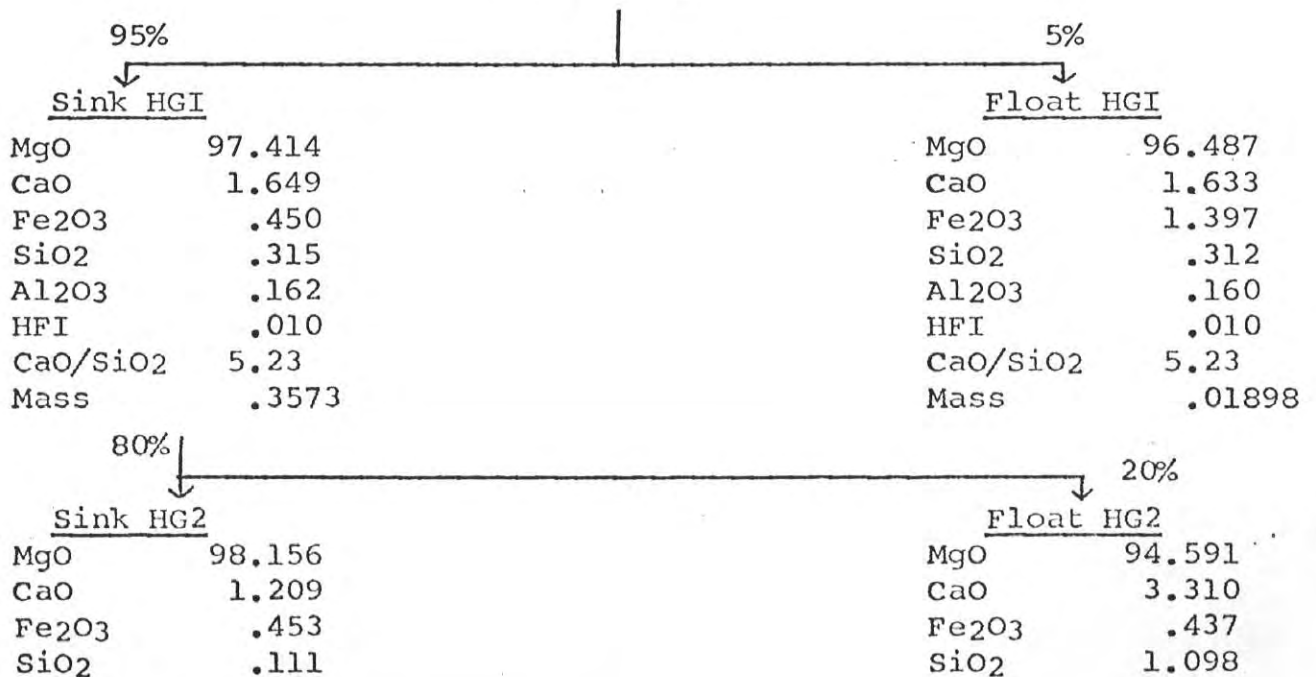 95% 5%
Sink HGI Float HGI
MgO 97.414 MgO 96.487
CaO 1.649 CaO 1.633
Fe2O3 .450 Fe2O3 1.397
SiO2 .315 SiO2 .312
Al2O3 .162 Al2O3 .160
HFI .010 HFI .010
CaO/SiO2 5.23 CaO/SiO2 5.23
Mass .3573 Mass .01898
80% 20%
Sink HG2 Float HG2
MgO 98.156 MgO 94.591
CaO 1.209 CaO 3.310
Fe2O3 .453 Fe2O3 .437
SiO2 .111 SiO2 1.098